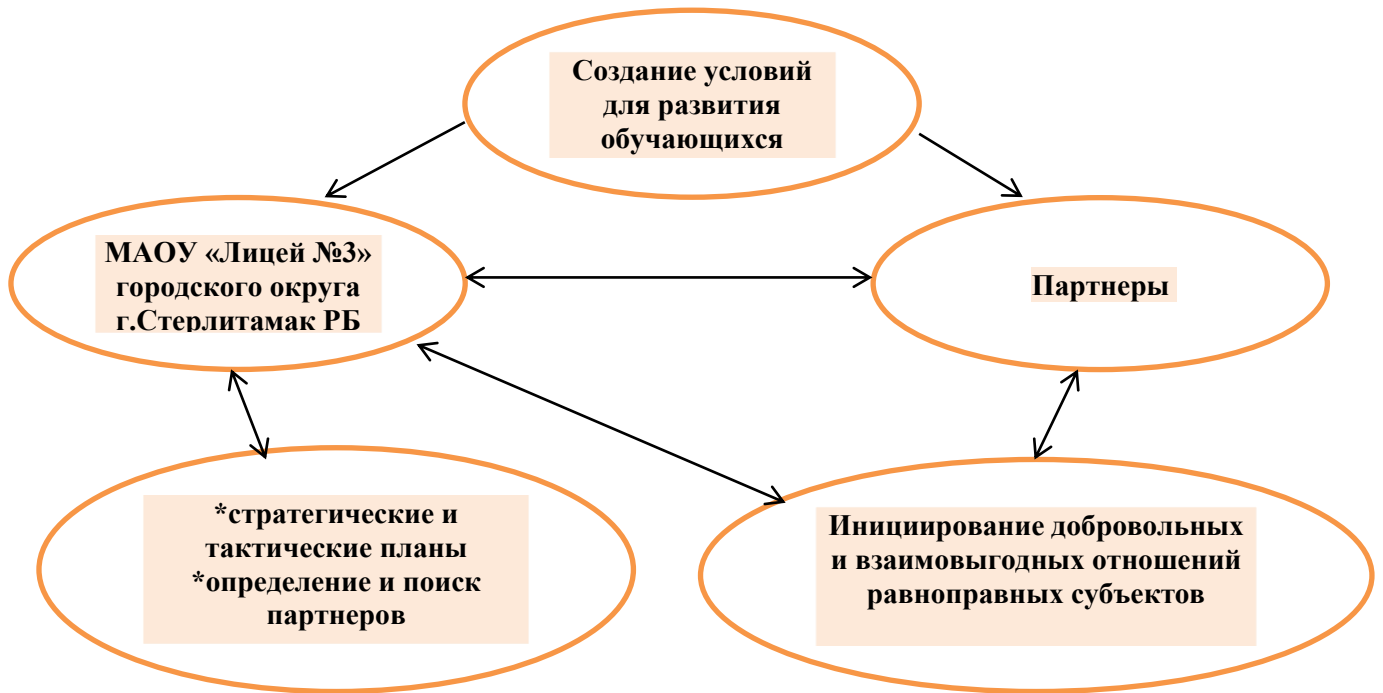 Создание условий
для развития
обучающихся
МАОУ «Лицей №3»
городского округа
г.Стерлитамак РБ
Партнеры
*стратегические и
тактические планы
*определение и поиск
партнеров
Инициирование добровольных
и взаимовыгодных отношений
равноправных субъектов